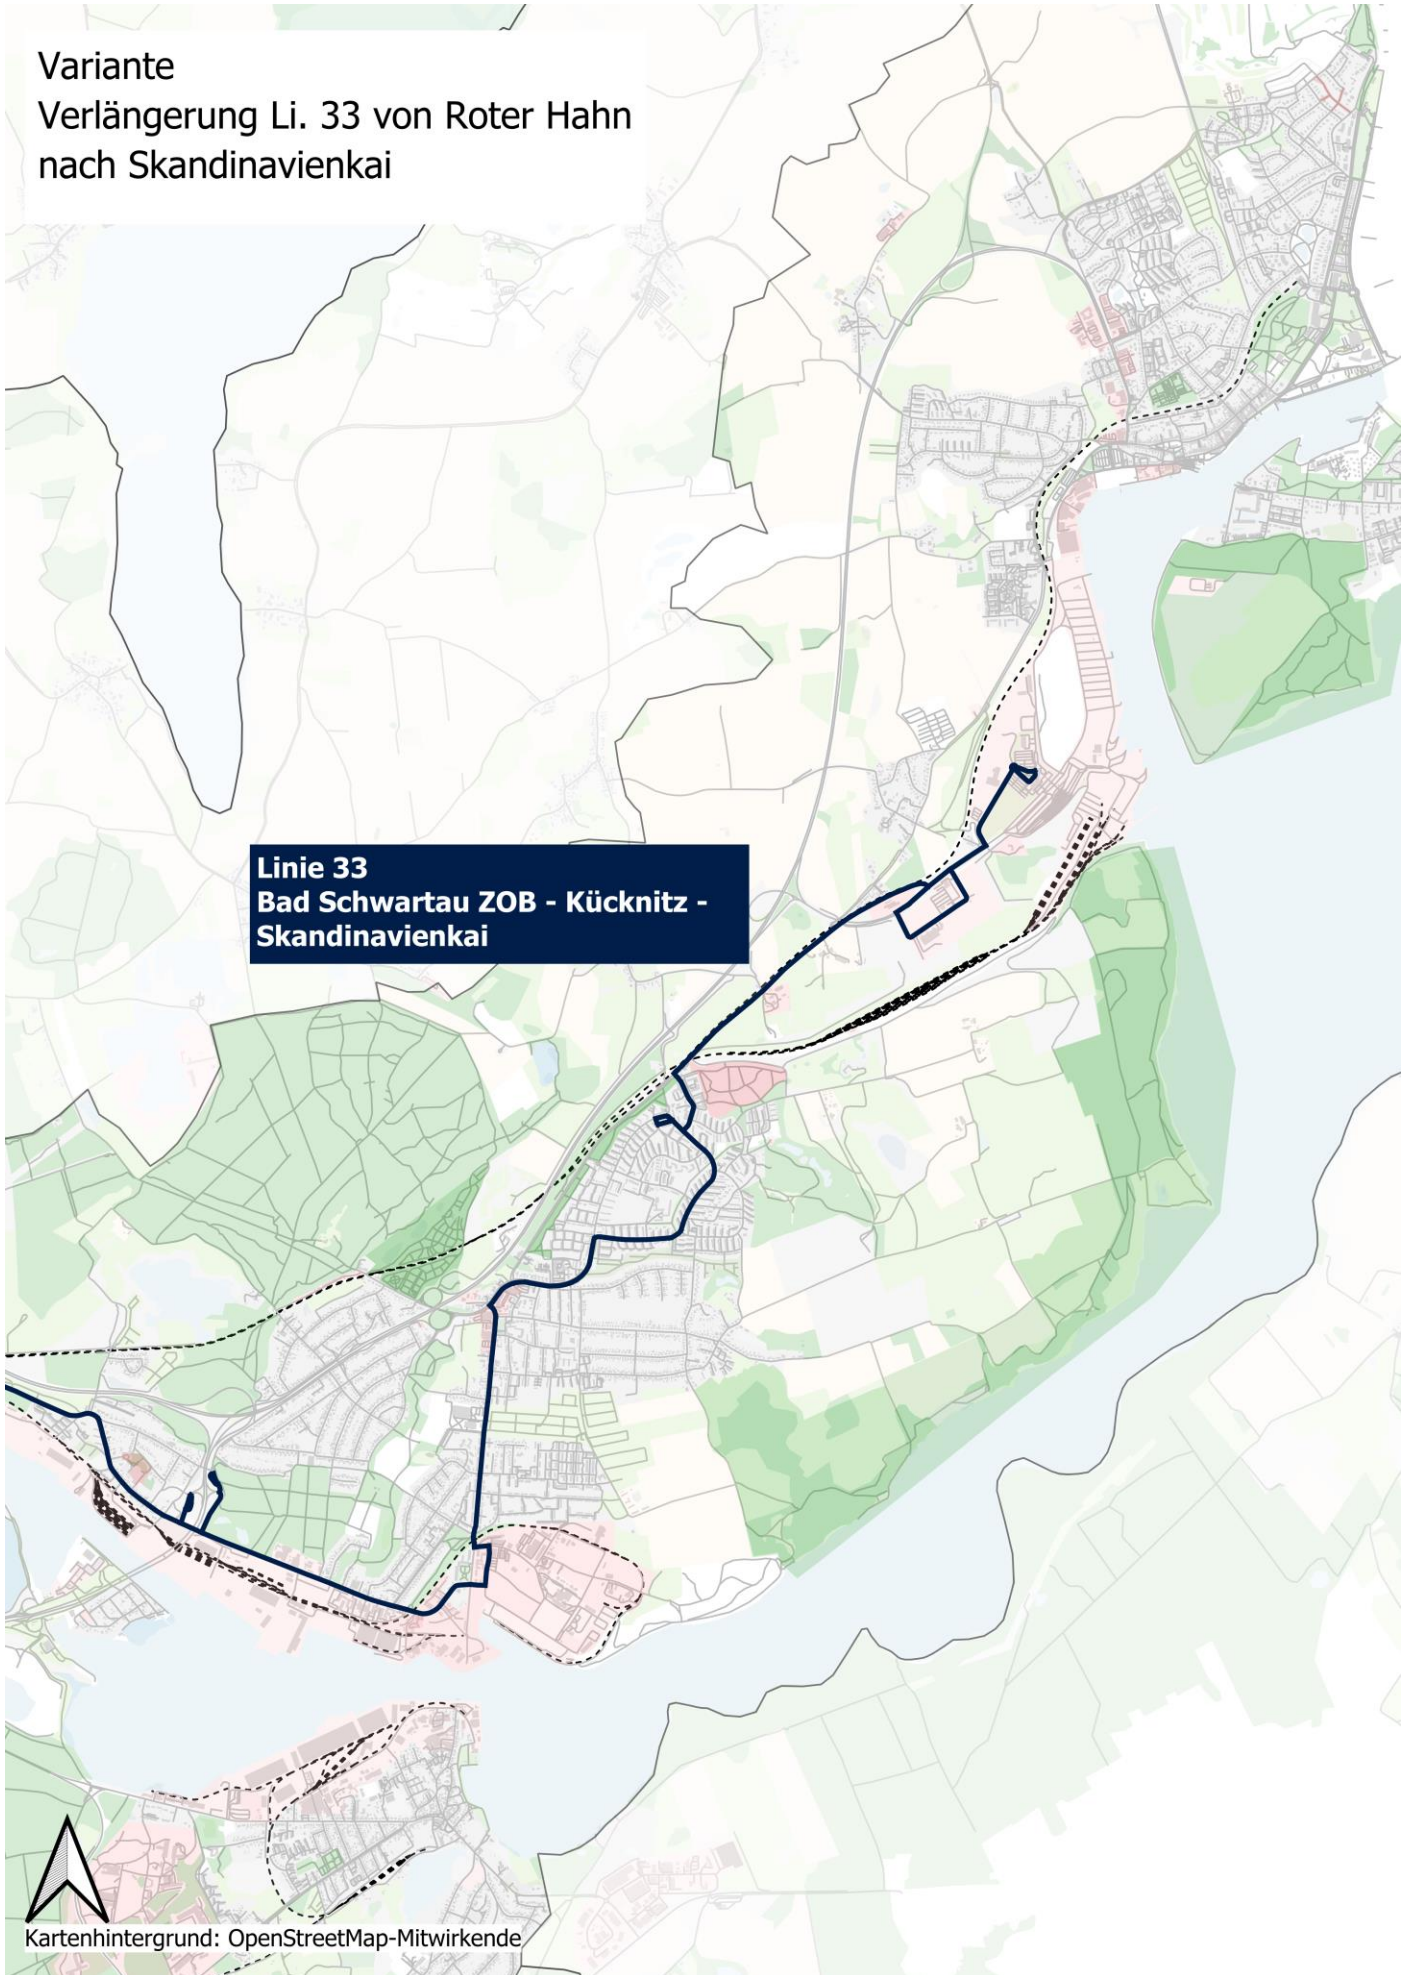 Variante
Verlängerung Li. 33 von Roter Hahn
nach Skandinavienkai
Linie 33
Bad Schwartau ZOB - Kücknitz -
Skandinavienkai
Kartenhintergrund: OpenStreetMap-Mitwirkende